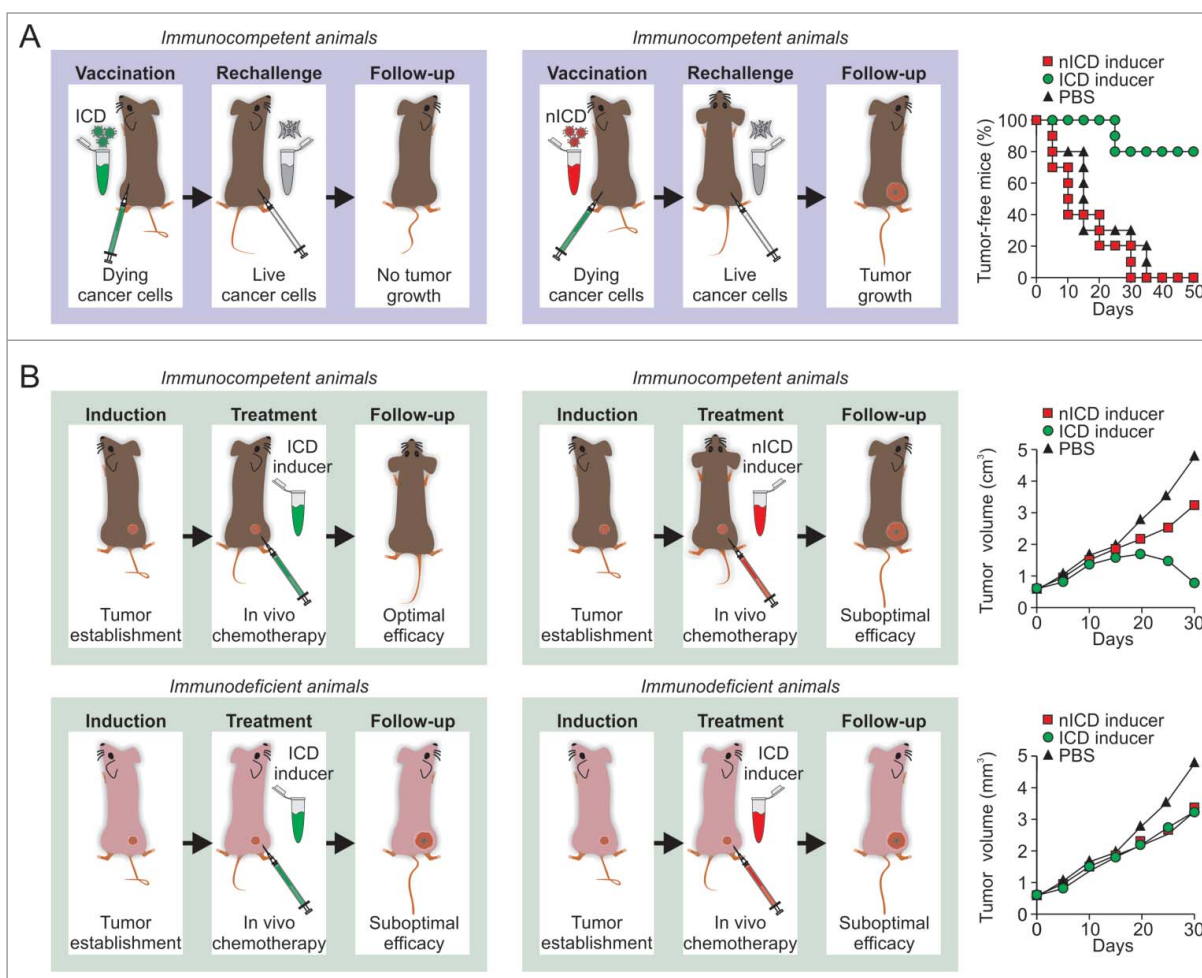 A
Immunocompetent animals
Vaccination
Rechallenge
Follow-up
ICD
Dying
cancer cells
Live
cancer cells
No tumor
growth
Immunocompetent animals
Vaccination
Rechallenge
Follow-up
nICD
Dying
cancer cells
Live
cancer cells
Tumor
growth
nICD inducer
ICD inducer
PBS
Tumor-free mice (%)
100
80
60
40
20
0
0 10 20 30 40 50
Days
B
Immunocompetent animals
Induction
Treatment
Follow-up
ICD
inducer
Tumor
establishment
In vivo
chemotherapy
Optimal
efficacy
Immunocompetent animals
Induction
Treatment
Follow-up
nICD
inducer
Tumor
establishment
In vivo
chemotherapy
Suboptimal
efficacy
nICD inducer
ICD inducer
PBS
Tumor volume (cm³)
5
4
3
2
1
0
0 10 20 30
Days
Immunodeficient animals
Induction
Treatment
Follow-up
ICD
inducer
Tumor
establishment
In vivo
chemotherapy
Suboptimal
efficacy
Immunodeficient animals
Induction
Treatment
Follow-up
ICD
inducer
Tumor
establishment
In vivo
chemotherapy
Suboptimal
efficacy
nICD inducer
ICD inducer
PBS
Tumor volume (mm³)
5
4
3
2
1
0
0 10 20 30
Days